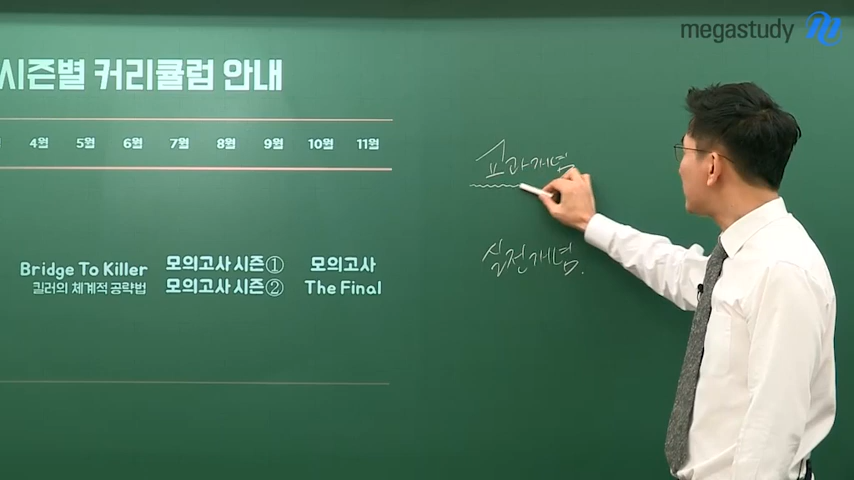 megastudy
시즌별 커리큘럼 안내
4월 5월 6월 7월 8월 9월 10월 11월
교과개념
실전개념.
Bridge To Killer
킬러의 체계적 공략법
모의고사 시즌①
모의고사 시즌②
모의고사
The Final